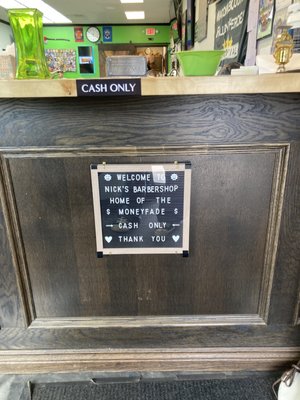 CASH ONLY
WELCOME TO
NICK'S BARBERSHOP
HOME OF THE
$ MONEYFADE $
← CASH ONLY →
♥ THANK YOU ♥